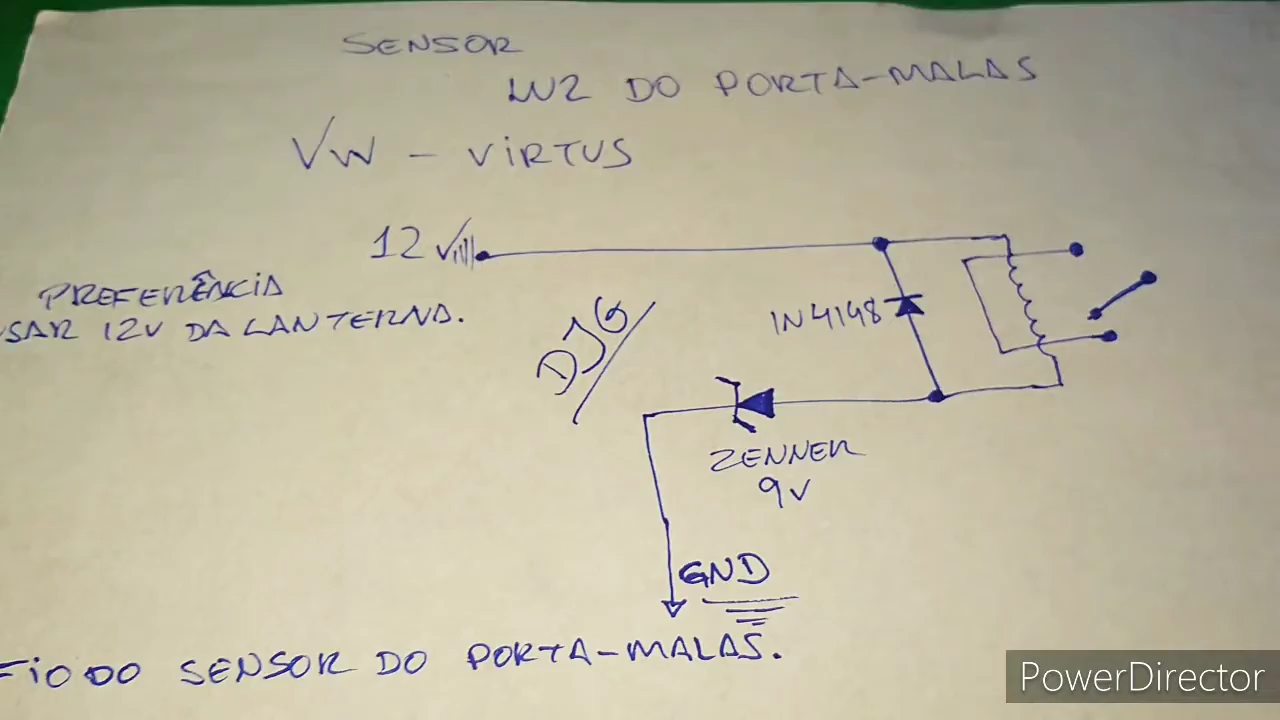 SENSOR
LUZ DO PORTA-MALAS
VW - VIRTUS
12V
PREFERÊNCIA
USAR 12V DA LANTERNA.
DJG
1N4148
ZENNER
9V
GND
FIO DO SENSOR DO PORTA-MALAS.
PowerDirector